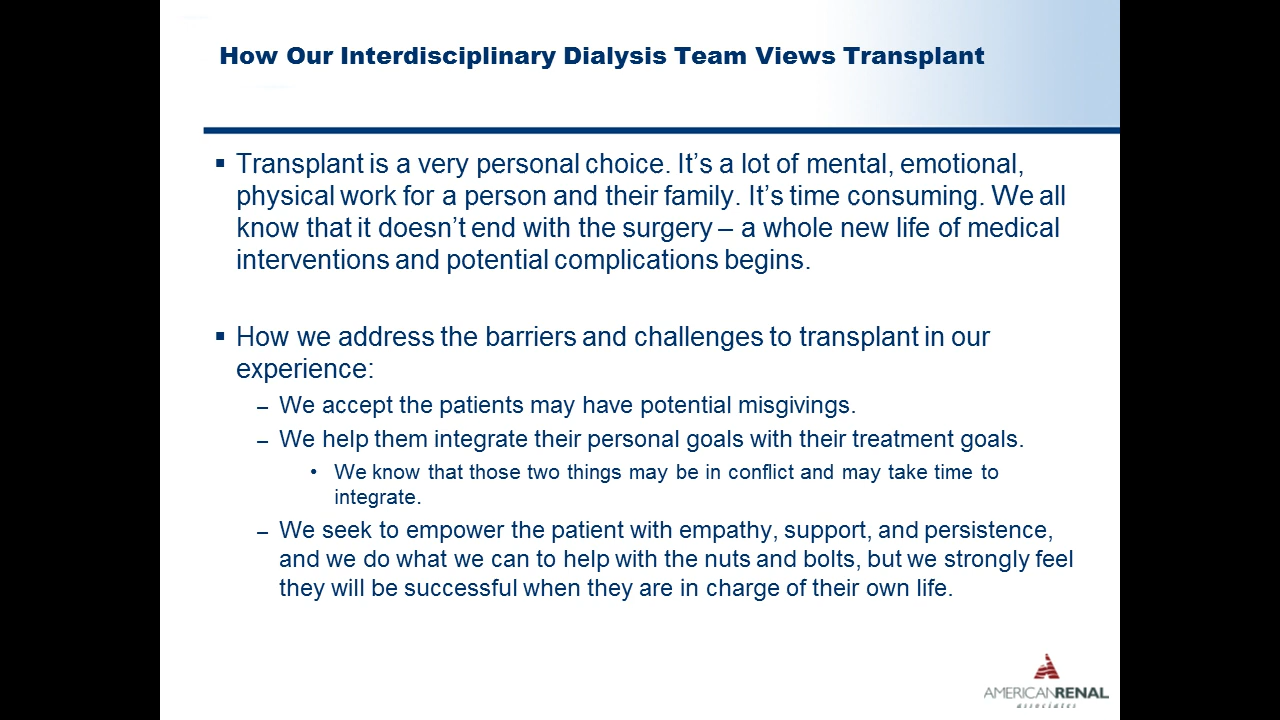 How Our Interdisciplinary Dialysis Team Views Transplant
▪ Transplant is a very personal choice. It’s a lot of mental, emotional,
physical work for a person and their family. It’s time consuming. We all
know that it doesn’t end with the surgery – a whole new life of medical
interventions and potential complications begins.
▪ How we address the barriers and challenges to transplant in our
experience:
– We accept the patients may have potential misgivings.
– We help them integrate their personal goals with their treatment goals.
• We know that those two things may be in conflict and may take time to
integrate.
– We seek to empower the patient with empathy, support, and persistence,
and we do what we can to help with the nuts and bolts, but we strongly feel
they will be successful when they are in charge of their own life.
AMERICAN RENAL
associates